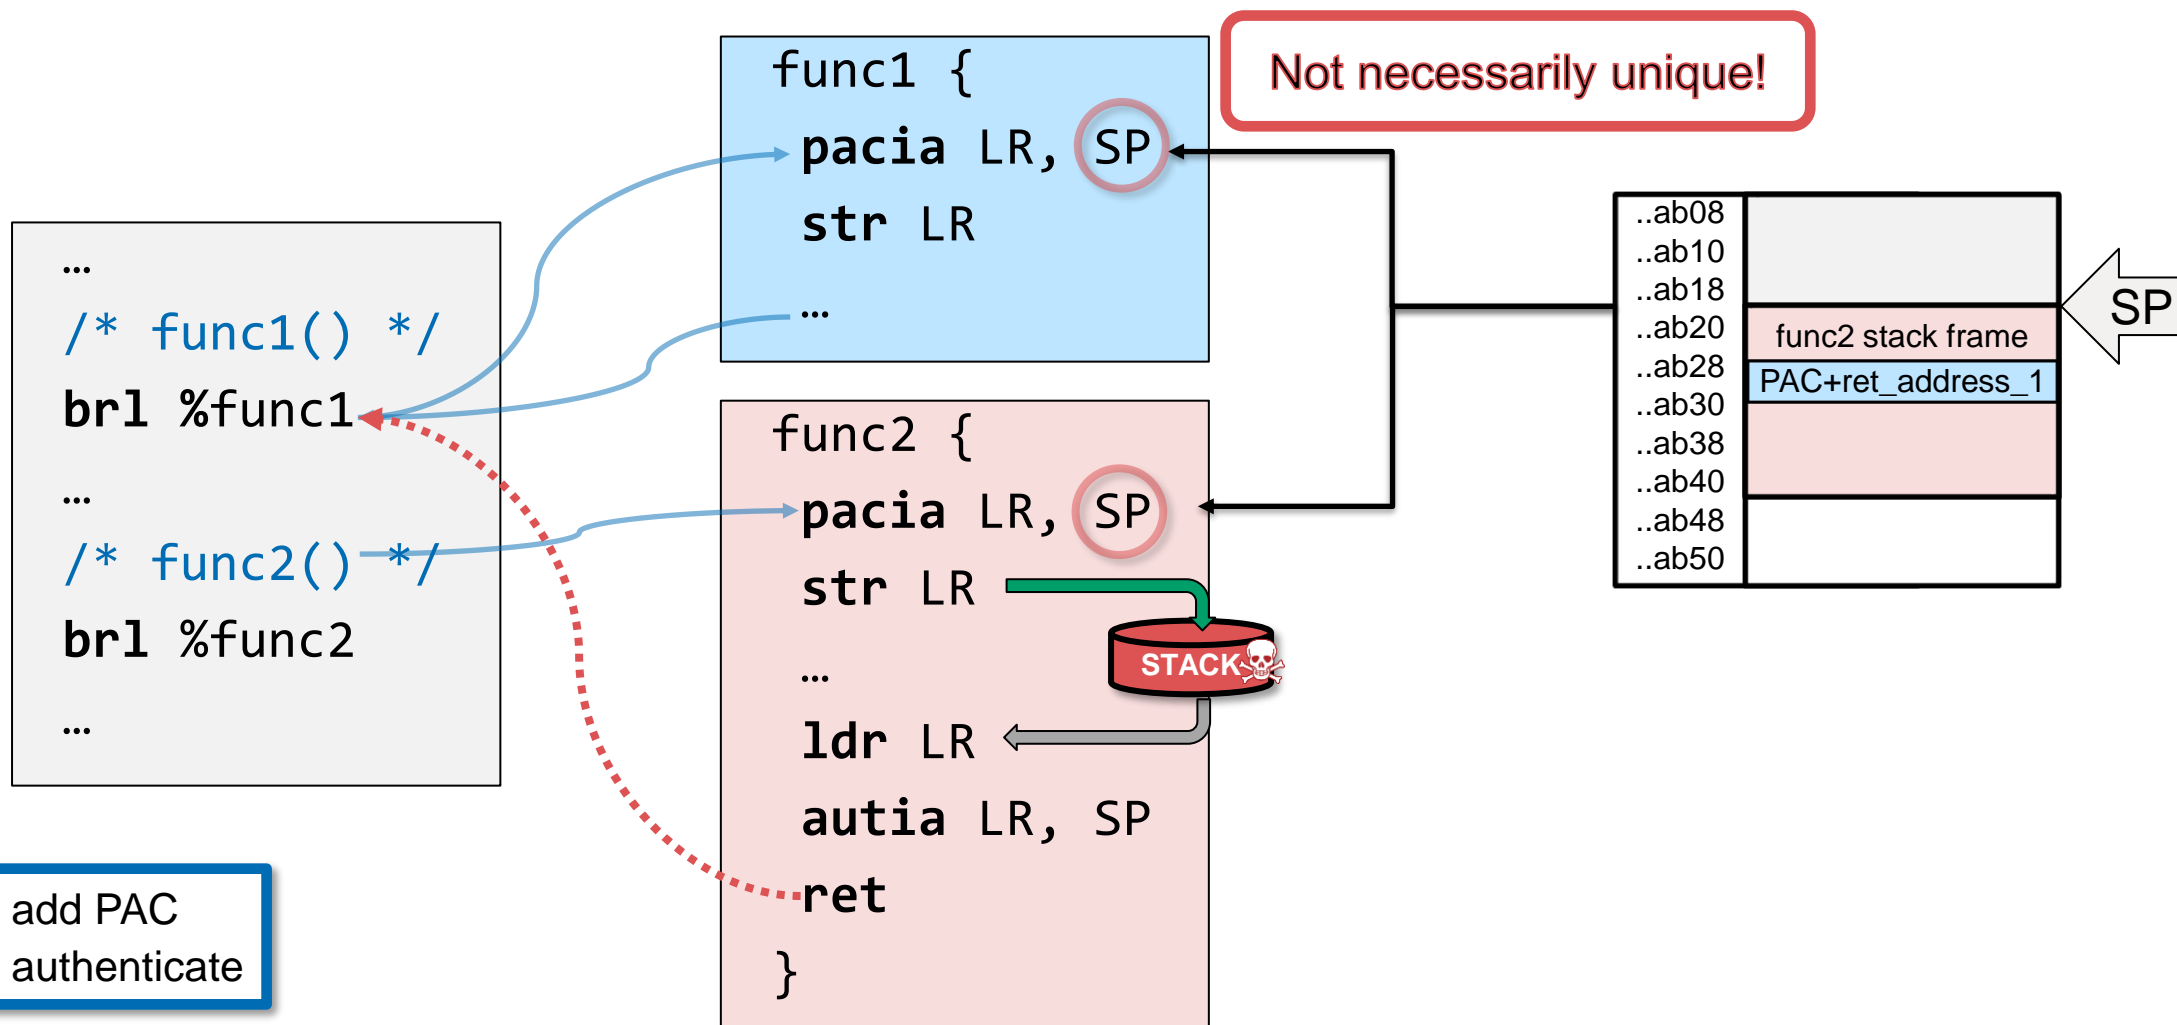 …
/* func1() */
brl %func1
…
/* func2() */
brl %func2
…
add PAC
authenticate
func1 {
pacia LR, SP
str LR
…
func2 {
pacia LR, SP
str LR
…
ldr LR
autia LR, SP
ret
}
STACK
Not necessarily unique!
..ab08
..ab10
..ab18
..ab20
..ab28
..ab30
..ab38
..ab40
..ab48
..ab50
func2 stack frame
PAC+ret_address_1
SP